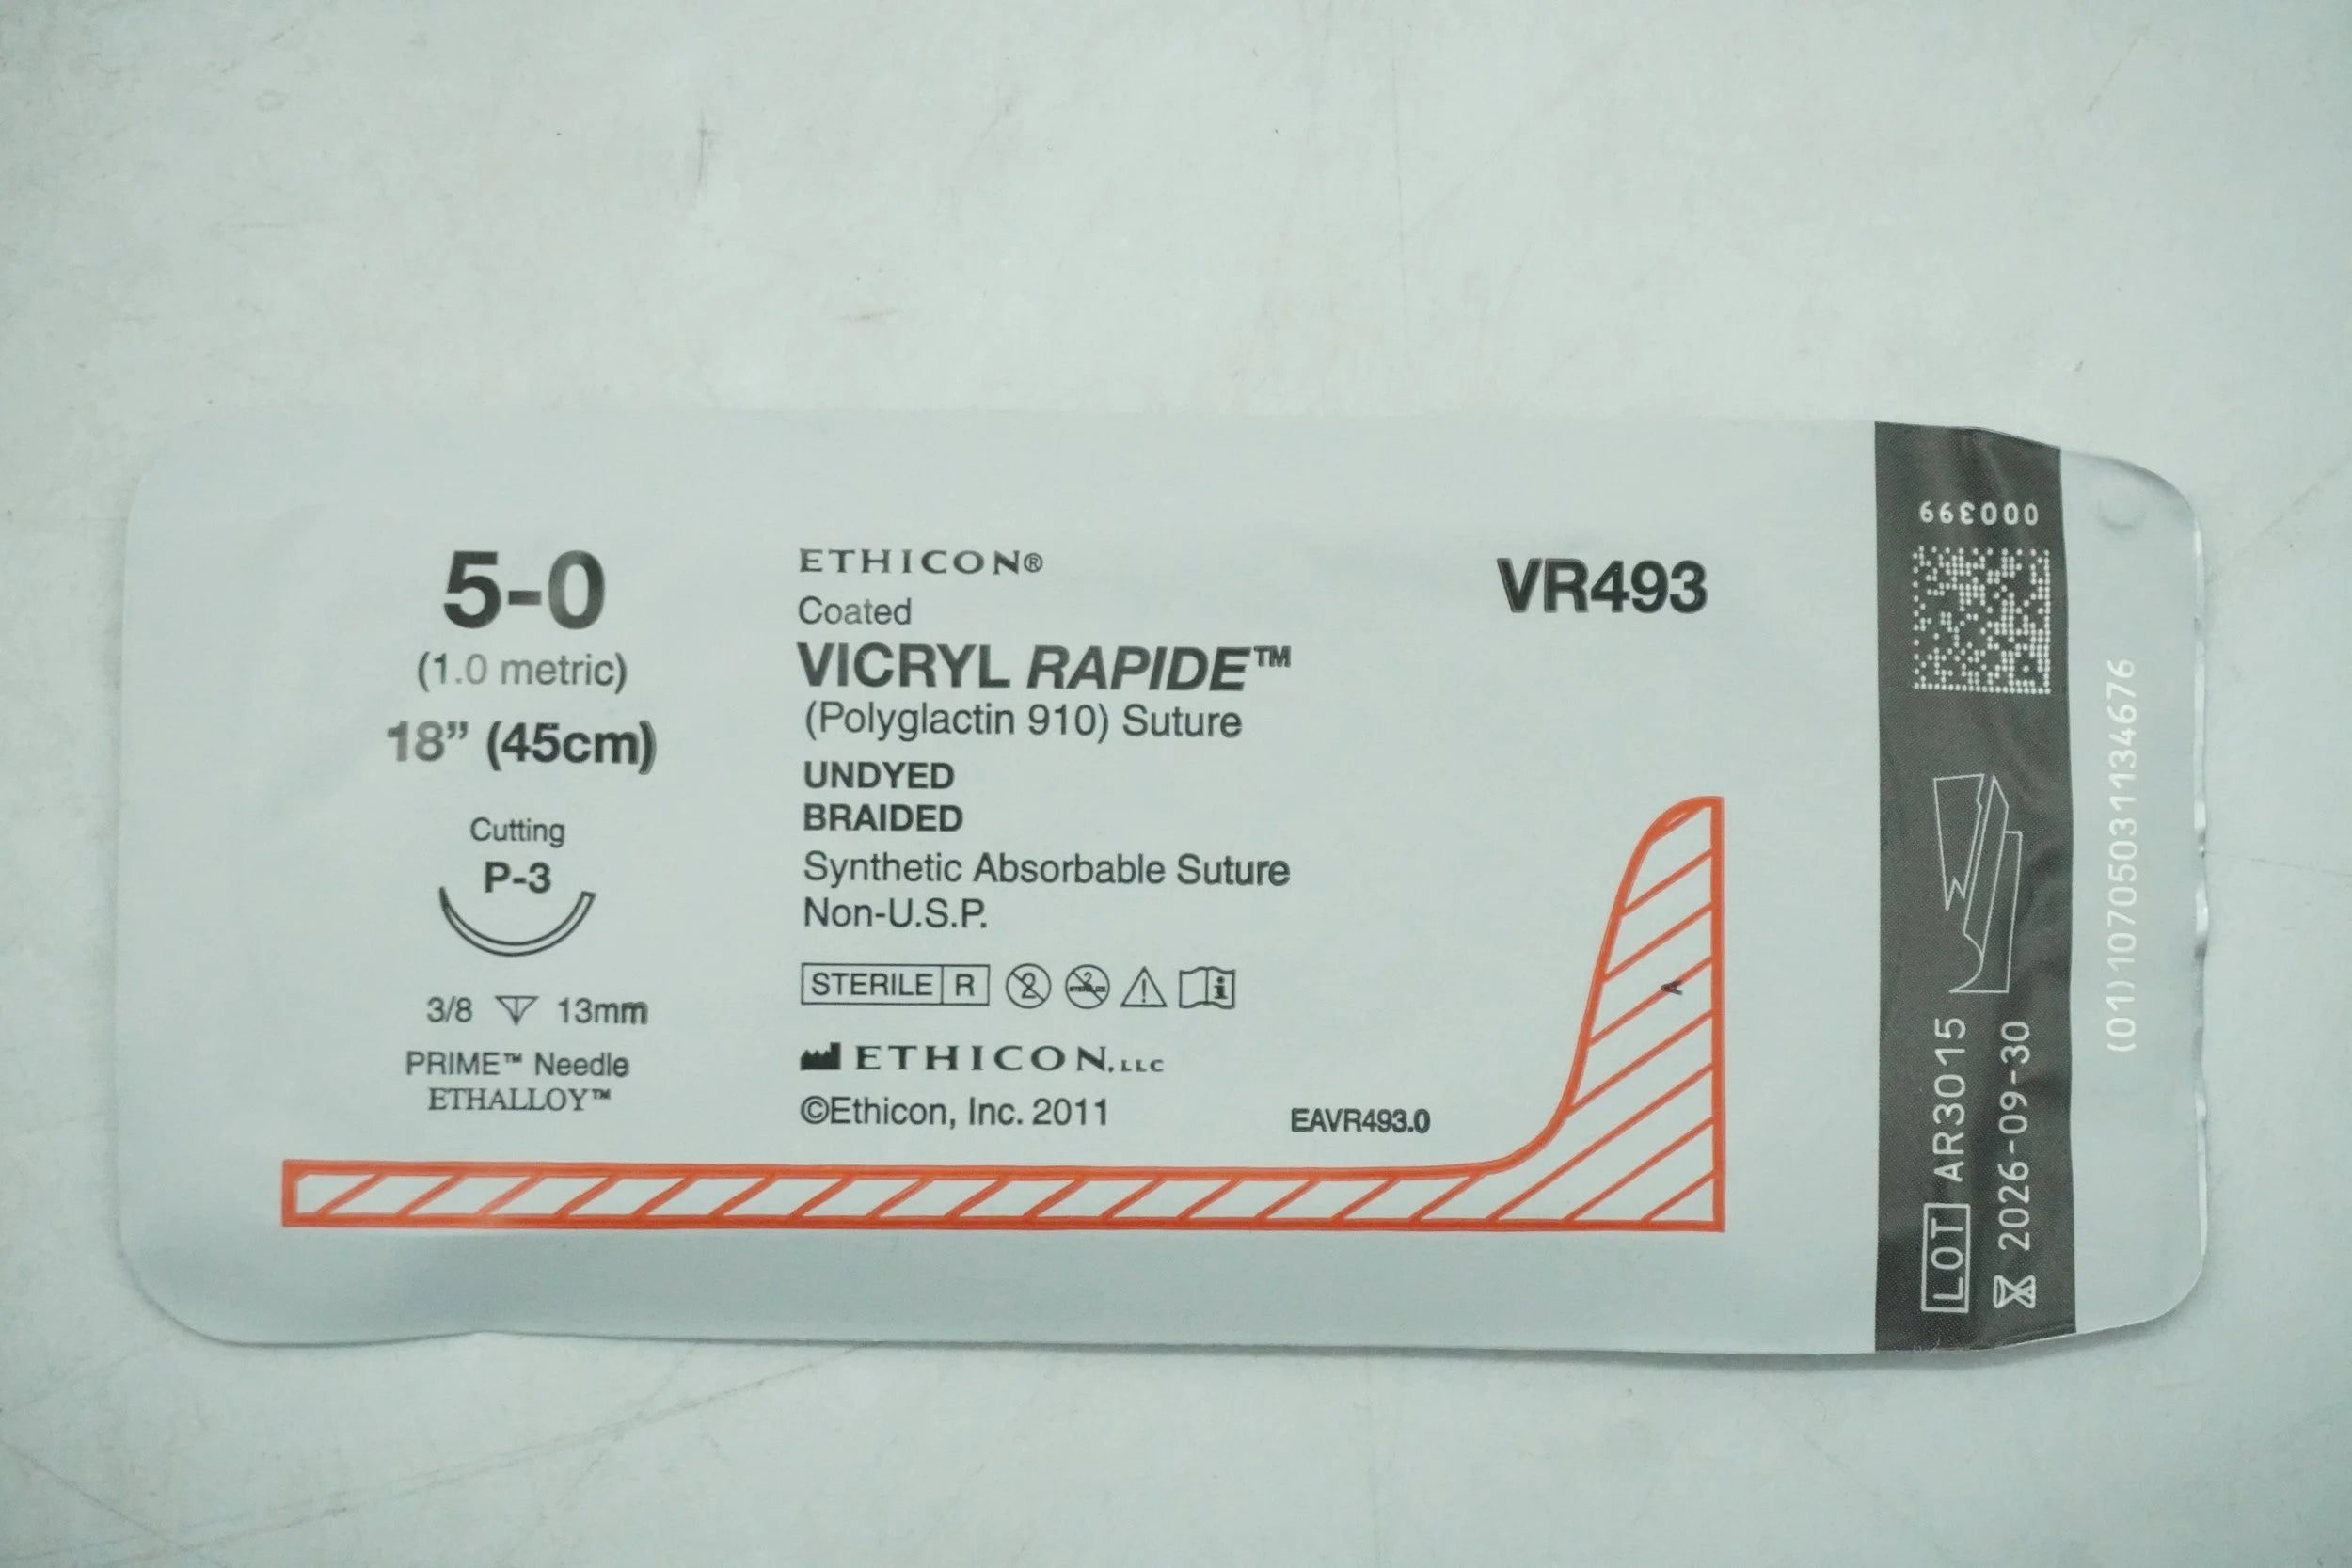 5-0
(1.0 metric)
18” (45cm)
Cutting
P-3
3/8 13mm
PRIME™ Needle
ETHALLOY™
ETHICON®
Coated
VICRYL RAPIDE™
(Polyglactin 910) Suture
UNDYED
BRAIDED
Synthetic Absorbable Suture
Non-U.S.P.
STERILE R
ETHICON, LLC
©Ethicon, Inc. 2011
EAVR493.0
VR493
A
000399
LOT AR3015
2026-09-30
(01)10705031134676